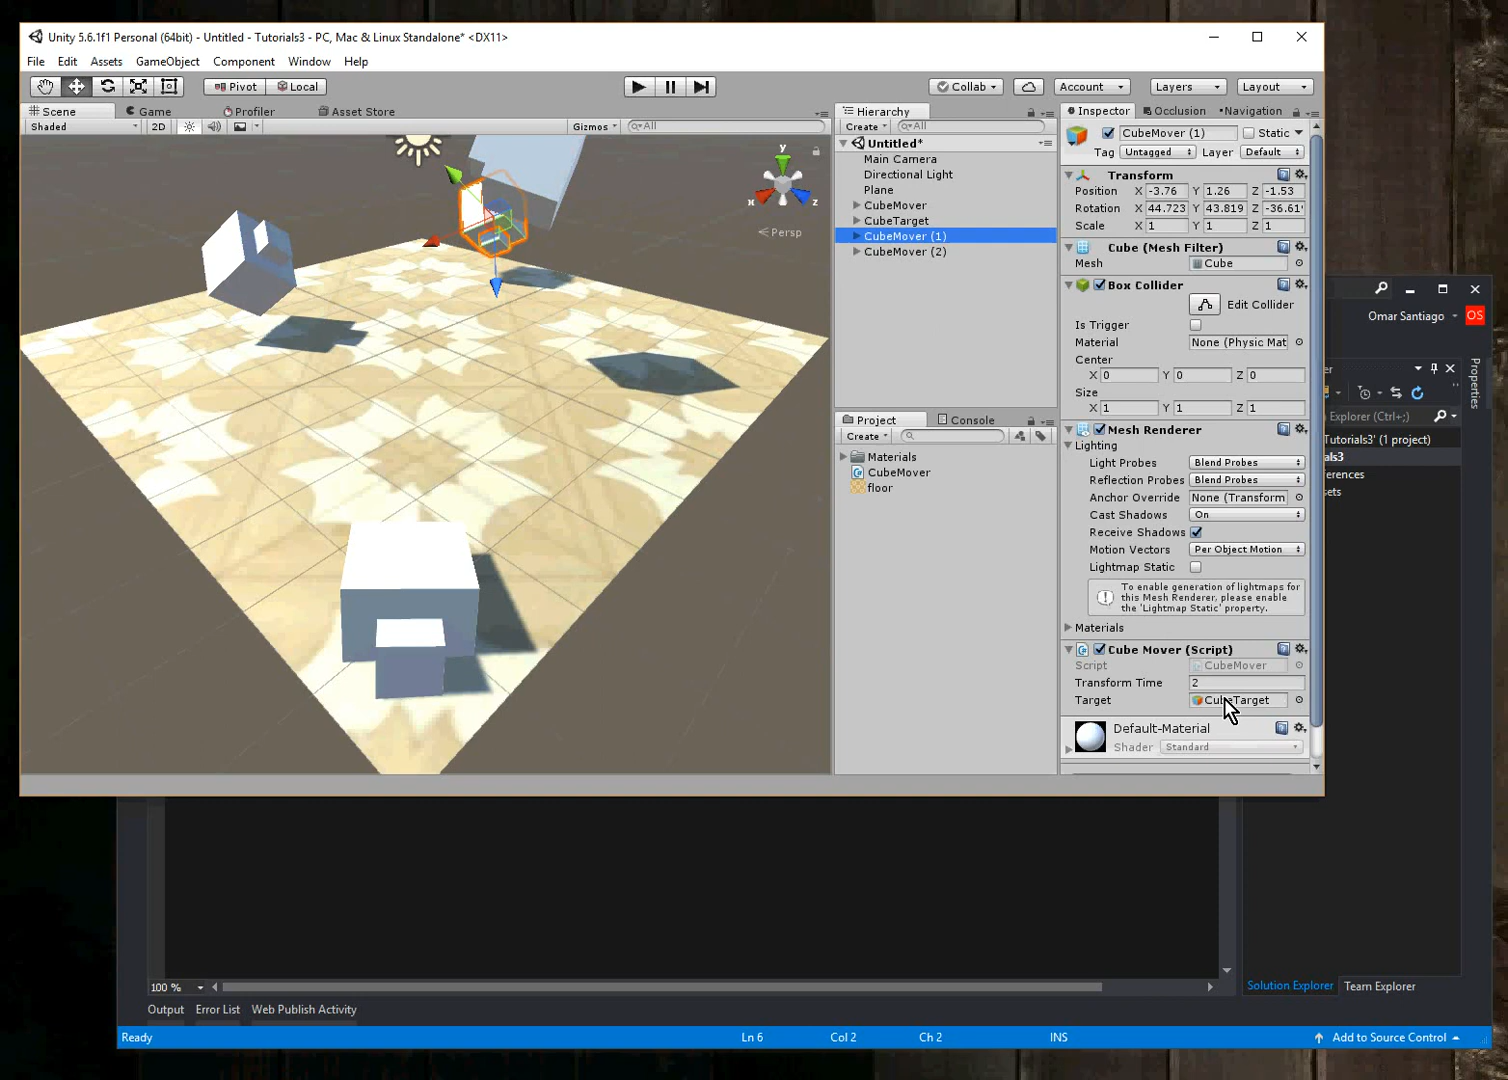 Unity 5.6.1f1 Personal (64bit) - Untitled - Tutorials3 - PC, Mac & Linux Standalone* <DX11>
File Edit Assets GameObject Component Window Help
Pivot Local Collab Account Layers Layout
Scene Game Profiler Asset Store
Shaded 2D Gizmos All
y x z
Persp
Hierarchy
Create All
Untitled*
Main Camera
Directional Light
Plane
CubeMover
CubeTarget
CubeMover (1)
CubeMover (2)
Project Console
Create
Materials
CubeMover
floor
Inspector Occlusion Navigation
CubeMover (1) Static
Tag Untagged Layer Default
Transform
Position X -3.76 Y 1.26 Z -1.53
Rotation X 44.723 Y 43.819 Z -36.61
Scale X 1 Y 1 Z 1
Cube (Mesh Filter)
Mesh Cube
Box Collider
Edit Collider
Is Trigger
Material None (Physic Mat
Center
X 0 Y 0 Z 0
Size
X 1 Y 1 Z 1
Mesh Renderer
Lighting
Light Probes Blend Probes
Reflection Probes Blend Probes
Anchor Override None (Transform
Cast Shadows On
Receive Shadows
Motion Vectors Per Object Motion
Lightmap Static
To enable generation of lightmaps for
this Mesh Renderer, please enable
the 'Lightmap Static' property.
Materials
Cube Mover (Script)
Script CubeMover
Transform Time 2
Target CubeTarget
Default-Material
Shader Standard
Omar Santiago OS
er
Properties
Explorer (Ctrl+;)
Tutorials3' (1 project)
als3
erences
sets
100 %
Solution Explorer Team Explorer
Output Error List Web Publish Activity
Ready Ln 6 Col 2 Ch 2 INS Add to Source Control